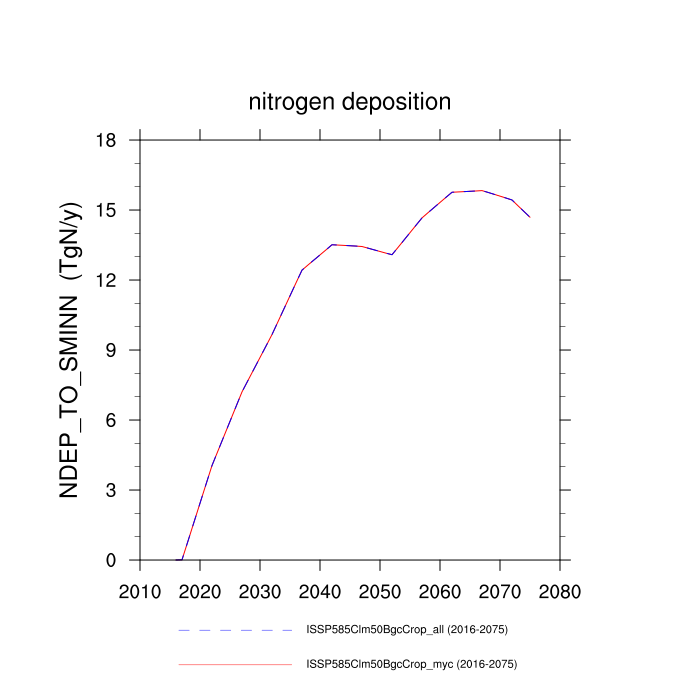 nitrogen deposition
NDEP_TO_SMINN (TgN/y)
18
15
12
9
6
3
0
2010 2020 2030 2040 2050 2060 2070 2080
ISSP585Clm50BgcCrop_all (2016-2075)
ISSP585Clm50BgcCrop_myc (2016-2075)